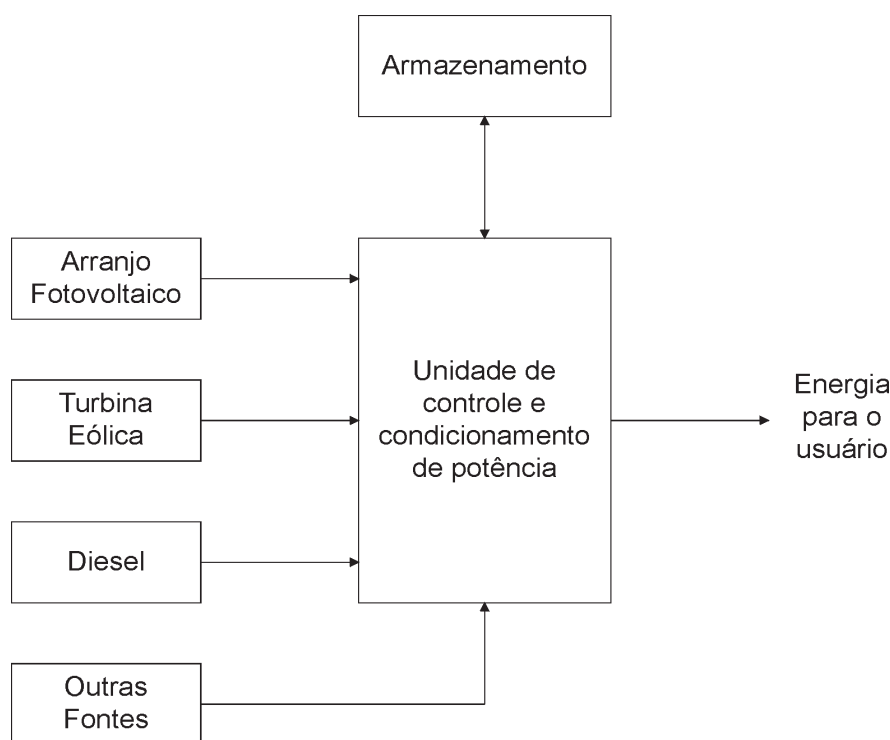 Armazenamento
Arranjo
Fotovoltaico
Turbina
Eólica
Diesel
Outras
Fontes
Unidade de
controle e
condicionamento
de potência
Energia
para o
usuário